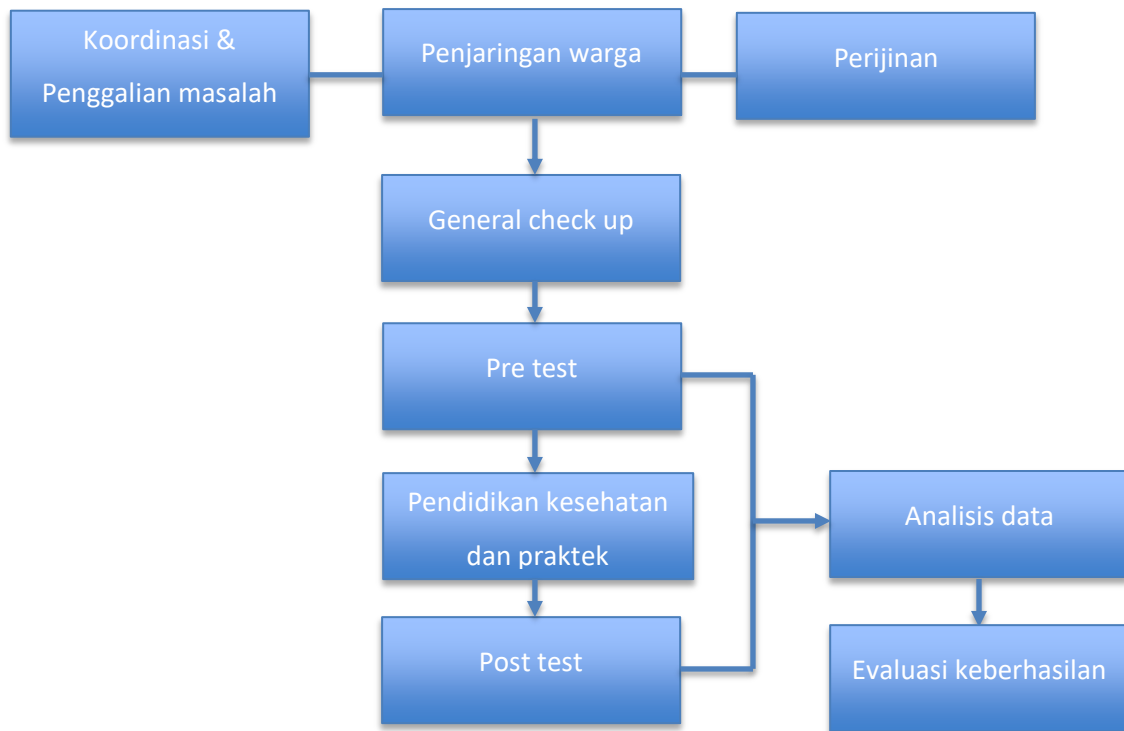 Koordinasi &
Penggalian masalah
Penjaringan warga
Perijinan
General check up
Pre test
Pendidikan kesehatan
dan praktek
Post test
Analisis data
Evaluasi keberhasilan